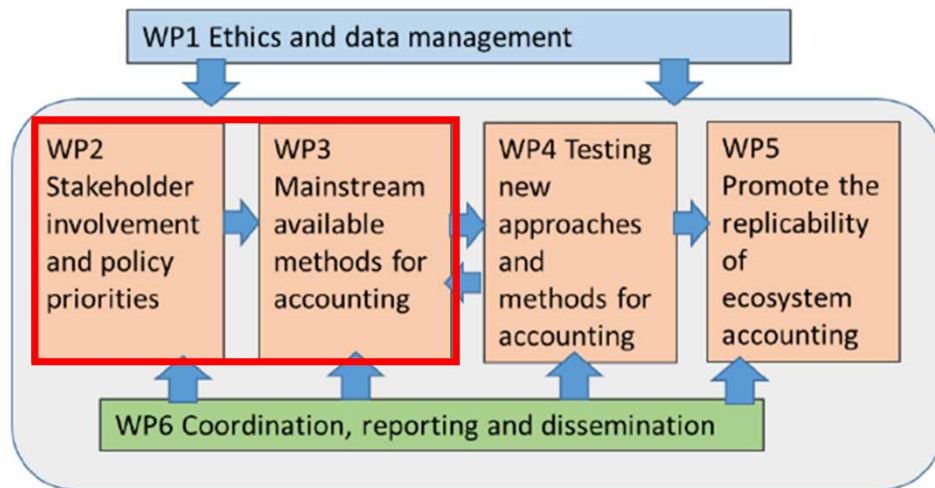 WP1 Ethics and data management
WP2
Stakeholder
involvement
and policy
priorities
WP3
Mainstream
available
methods for
accounting
WP4 Testing
new
approaches
and
methods for
accounting
WP5
Promote the
replicability
of
ecosystem
accounting
WP6 Coordination, reporting and dissemination